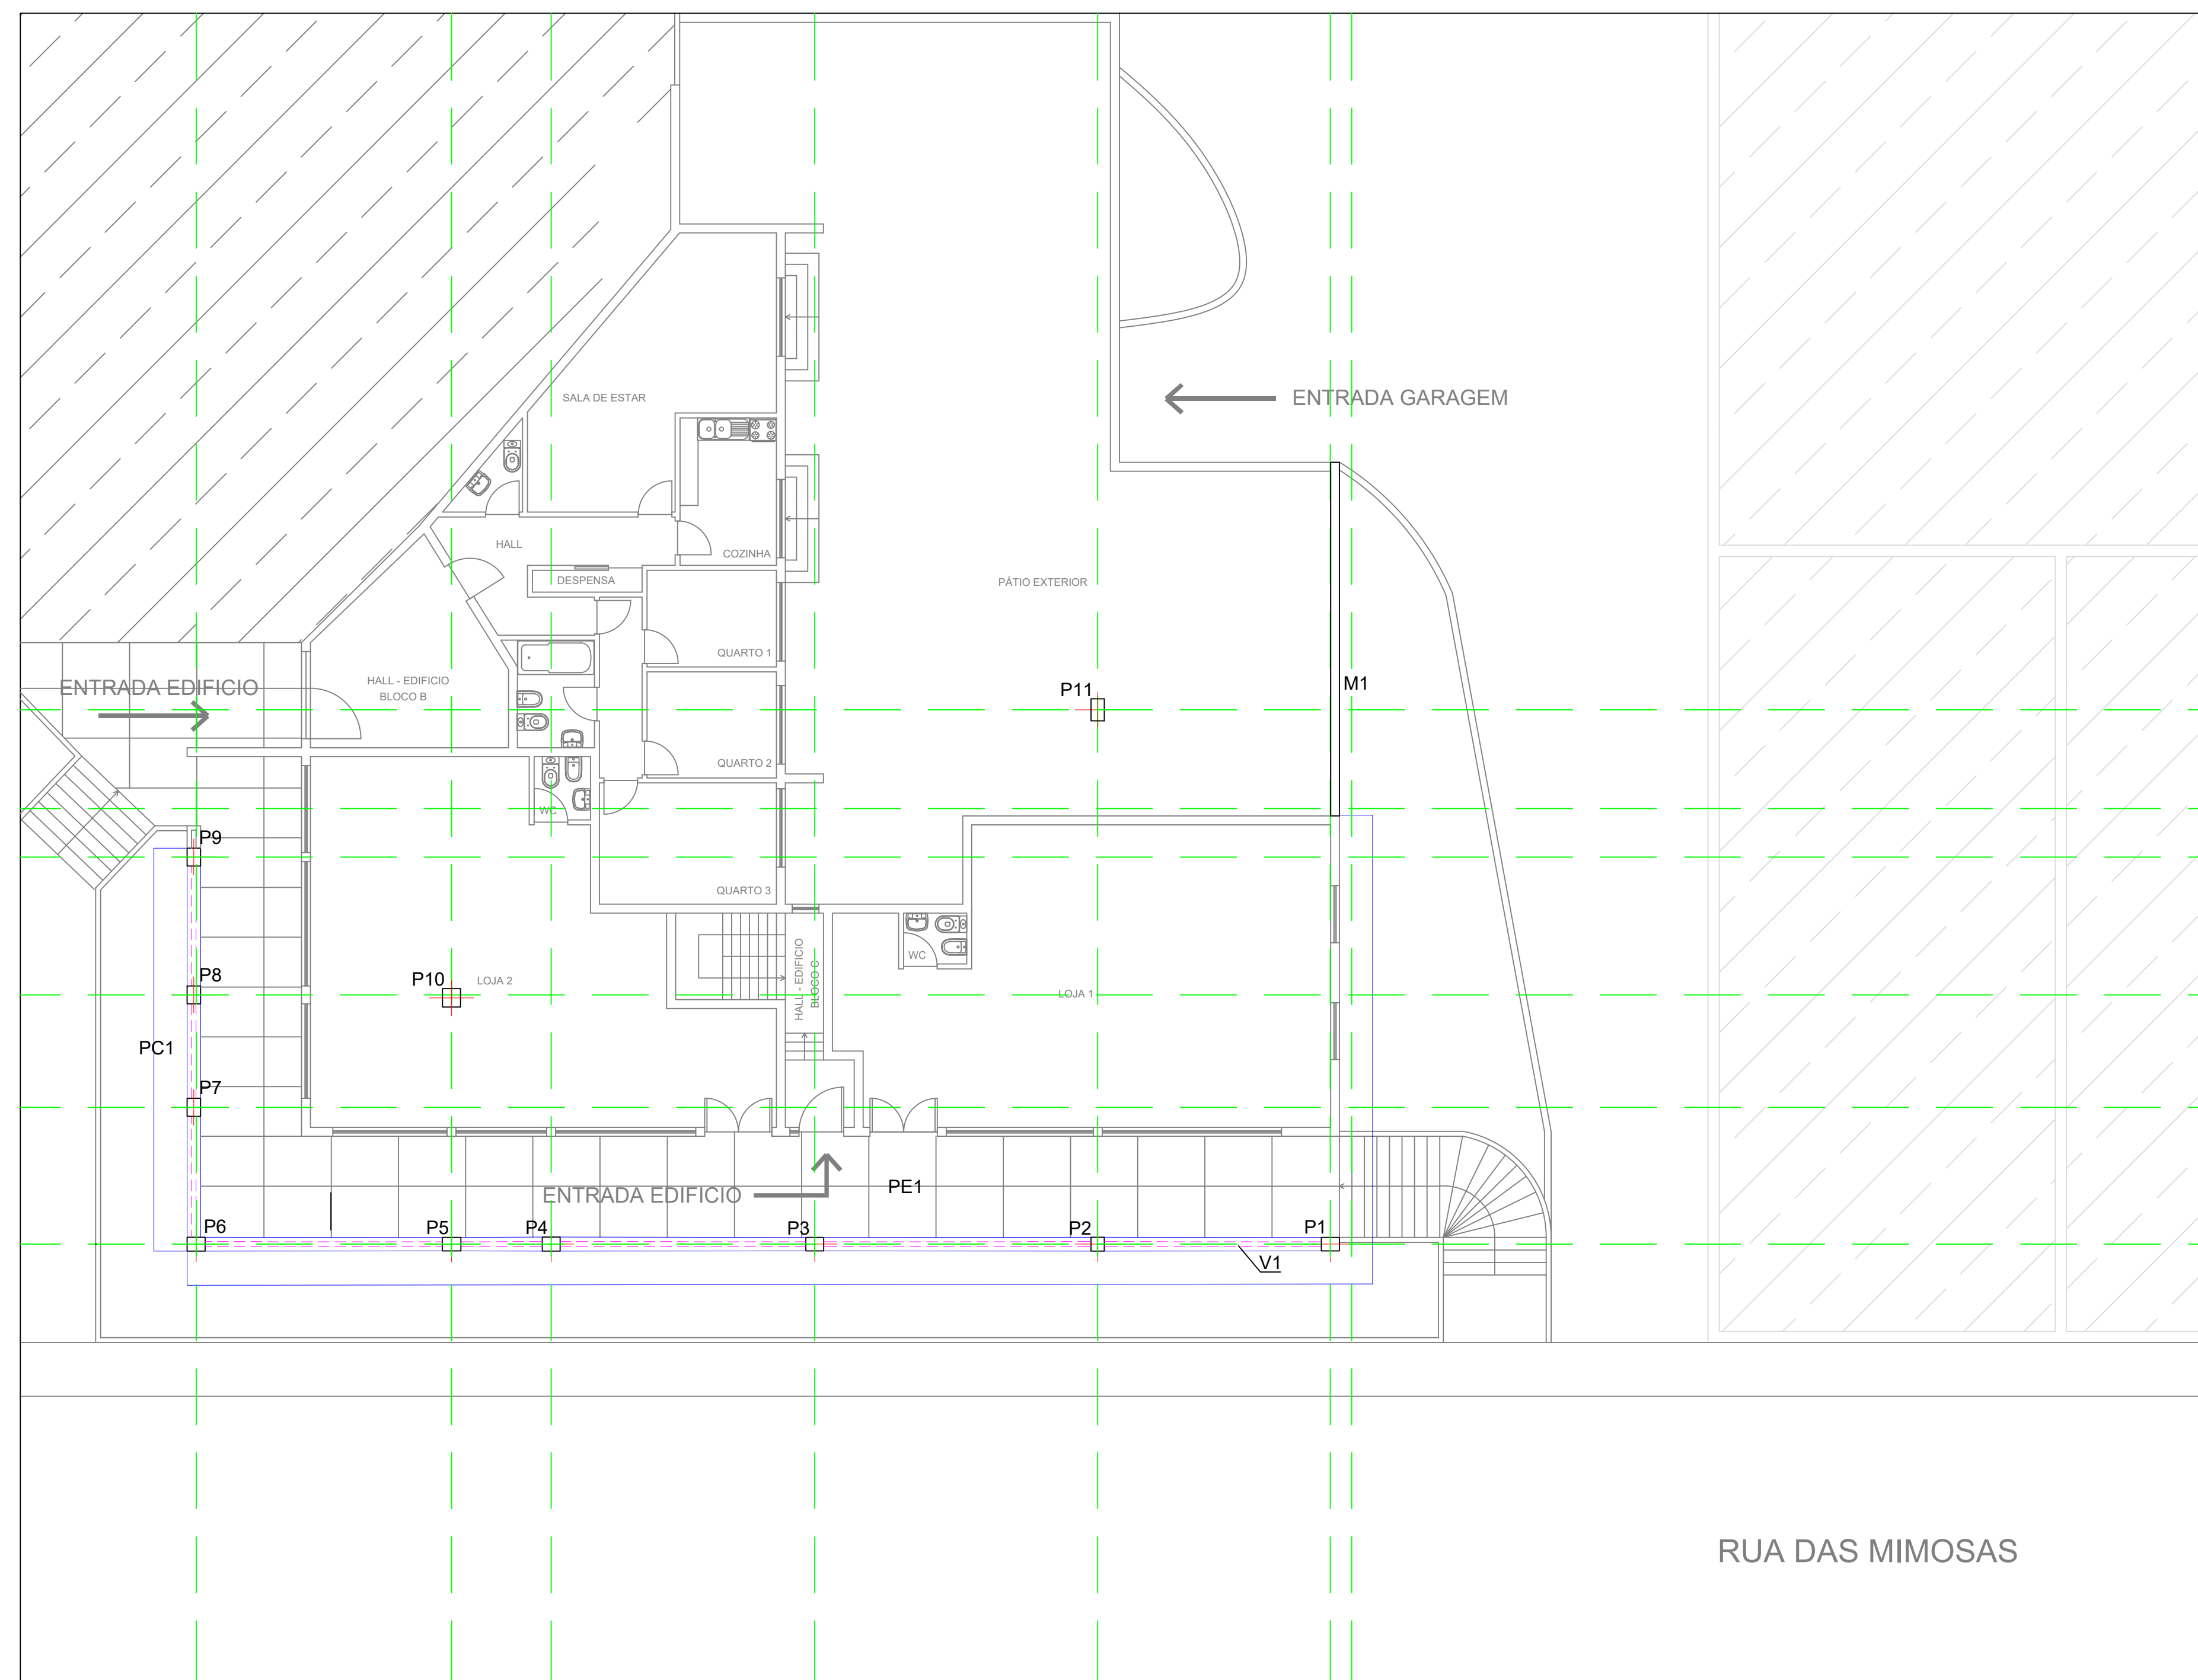 SALA DE ESTAR
ENTRADA GARAGEM
HALL
COZINHA
DESPENSA
PÁTIO EXTERIOR
QUARTO 1
HALL - EDIFICIO
BLOCO B
ENTRADA EDIFICIO
P11
M1
QUARTO 2
WC
P9
QUARTO 3
P8
P10
LOJA 2
HALL - EDIFICIO
BLOCO C
WC
LOJA 1
PC1
P7
ENTRADA EDIFICIO
PE1
P6
P5
P4
P3
P2
P1
V1
RUA DAS MIMOSAS